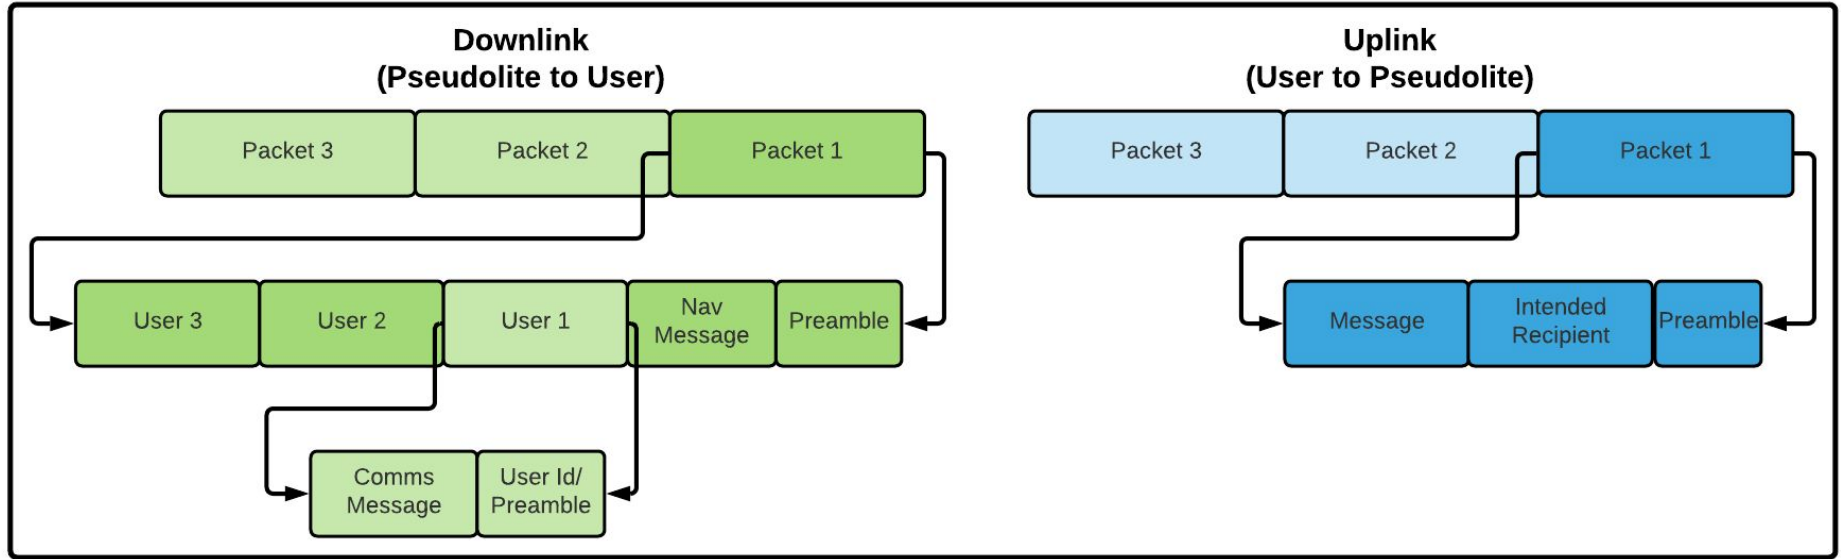 Downlink
(Pseudolite to User)
Packet 3
Packet 2
Packet 1
User 3
User 2
User 1
Nav
Message
Preamble
Comms
Message
User Id/
Preamble
Uplink
(User to Pseudolite)
Packet 3
Packet 2
Packet 1
Message
Intended
Recipient
Preamble